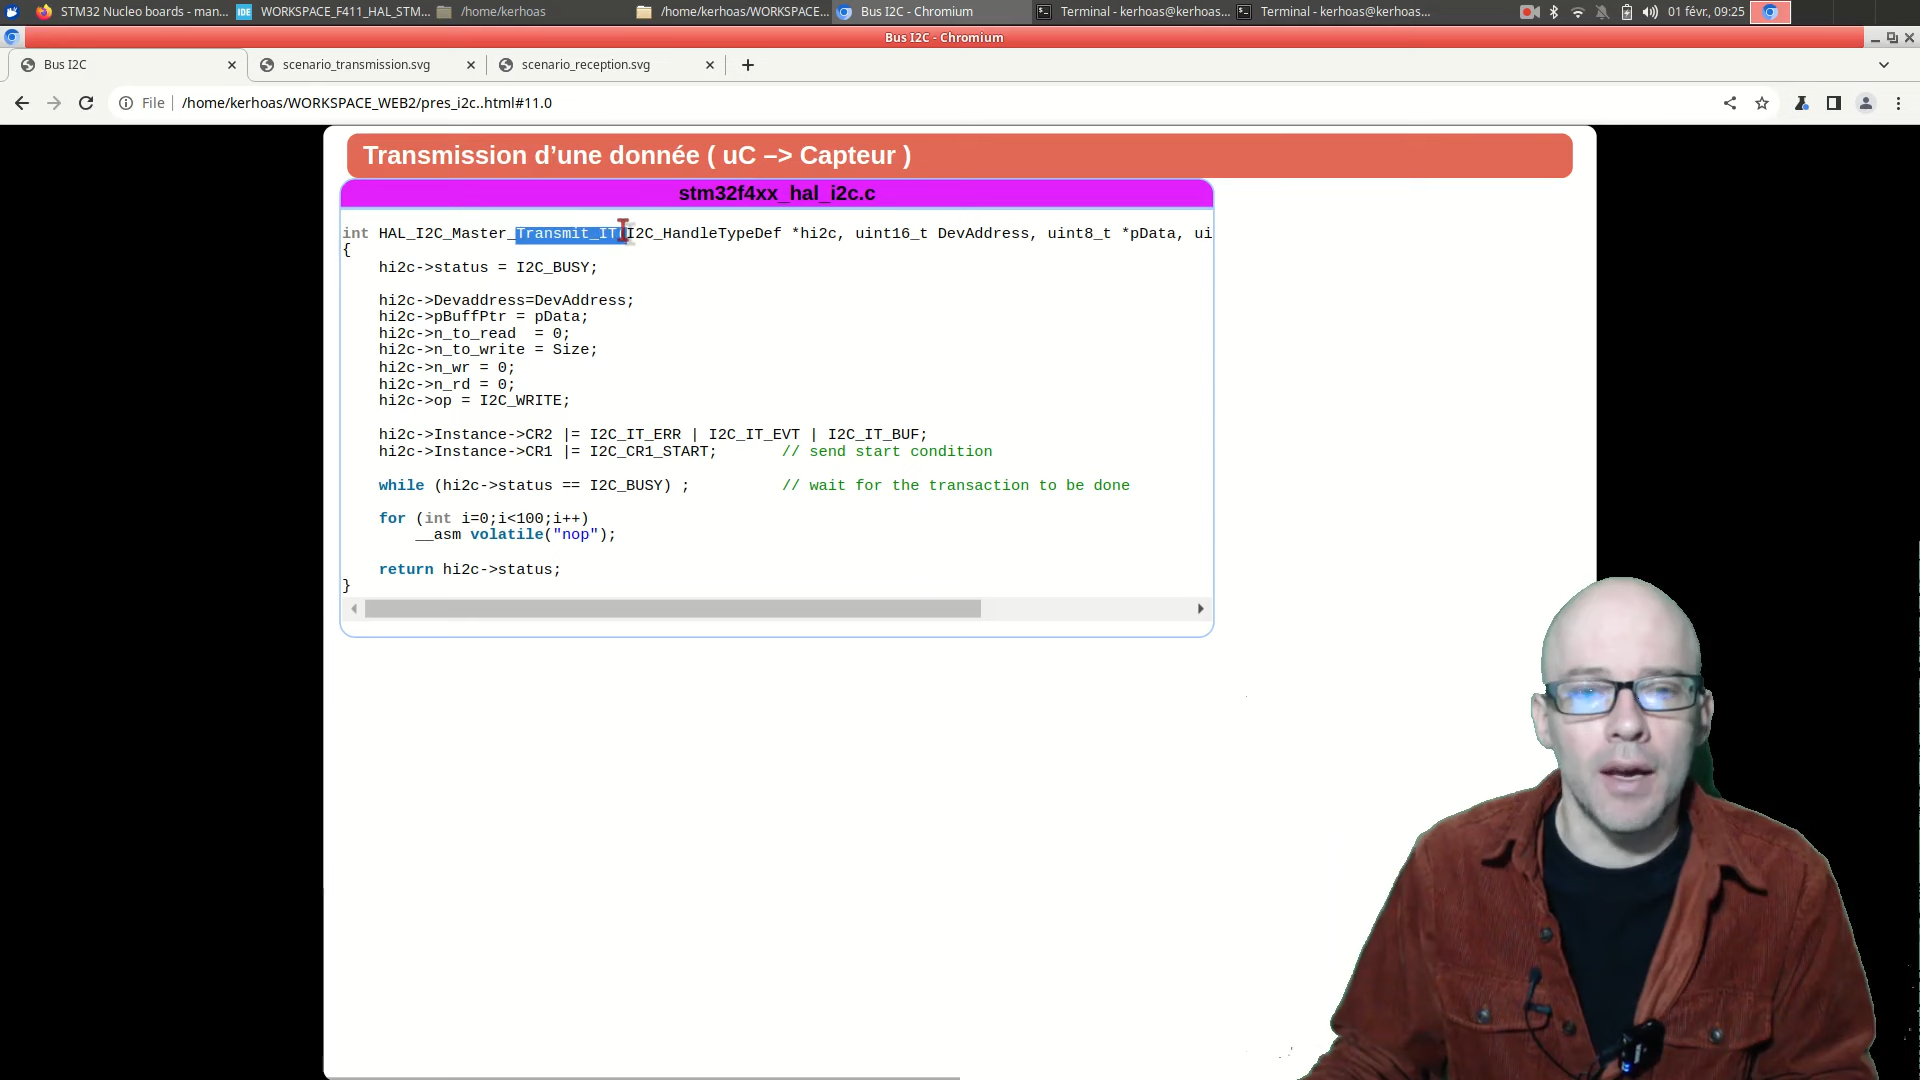 STM32 Nucleo boards - man...
IDE WORKSPACE_F411_HAL_STM...
/home/kerhoas
/home/kerhoas/WORKSPACE...
Bus I2C - Chromium
Terminal - kerhoas@kerhoas...
Terminal - kerhoas@kerhoas...
01 févr., 09:25
Bus I2C - Chromium
Bus I2C
scenario_transmission.svg
scenario_reception.svg
File /home/kerhoas/WORKSPACE_WEB2/pres_i2c..html#11.0
Transmission d’une donnée ( uC –> Capteur )
stm32f4xx_hal_i2c.c
int HAL_I2C_Master_Transmit_IT(I2C_HandleTypeDef *hi2c, uint16_t DevAddress, uint8_t *pData, ui
{
hi2c->status = I2C_BUSY;
hi2c->Devaddress=DevAddress;
hi2c->pBuffPtr = pData;
hi2c->n_to_read  = 0;
hi2c->n_to_write = Size;
hi2c->n_wr = 0;
hi2c->n_rd = 0;
hi2c->op = I2C_WRITE;
hi2c->Instance->CR2 |= I2C_IT_ERR | I2C_IT_EVT | I2C_IT_BUF;
hi2c->Instance->CR1 |= I2C_CR1_START; // send start condition
while (hi2c->status == I2C_BUSY) ; // wait for the transaction to be done
for (int i=0;i<100;i++)
__asm volatile("nop");
return hi2c->status;
}